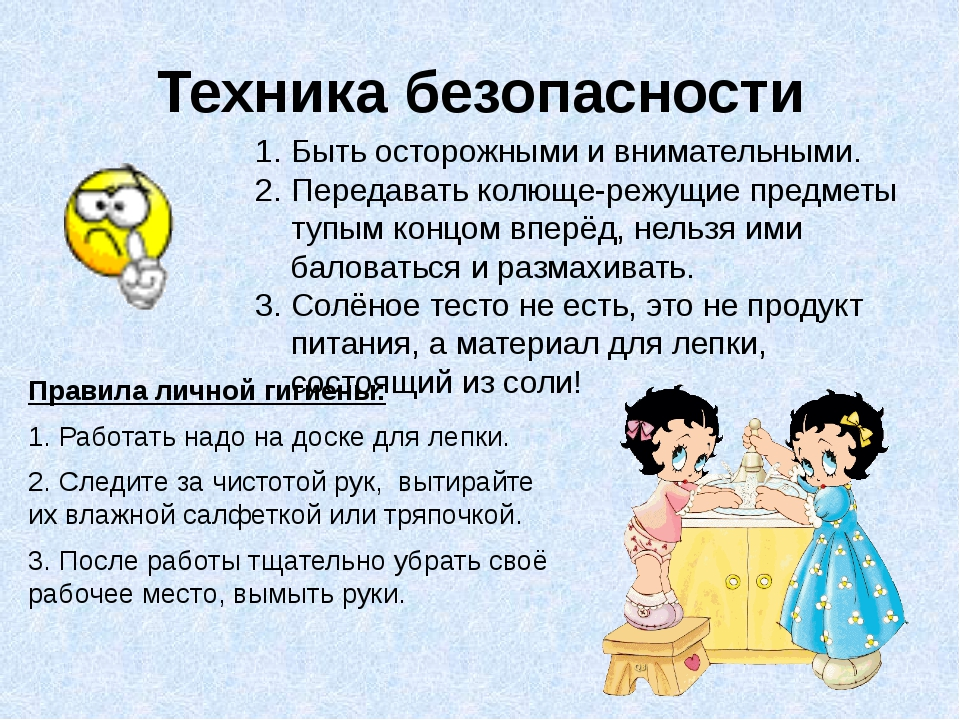 Техника безопасности
1. Быть осторожными и внимательными.
2. Передавать колюще-режущие предметы
тупым концом вперёд, нельзя ими
баловаться и размахивать.
3. Солёное тесто не есть, это не продукт
питания, а материал для лепки,
состоящий из соли!
Правила личной гигиены:
1. Работать надо на доске для лепки.
2. Следите за чистотой рук,  вытирайте
их влажной салфеткой или тряпочкой.
3. После работы тщательно убрать своё
рабочее место, вымыть руки.